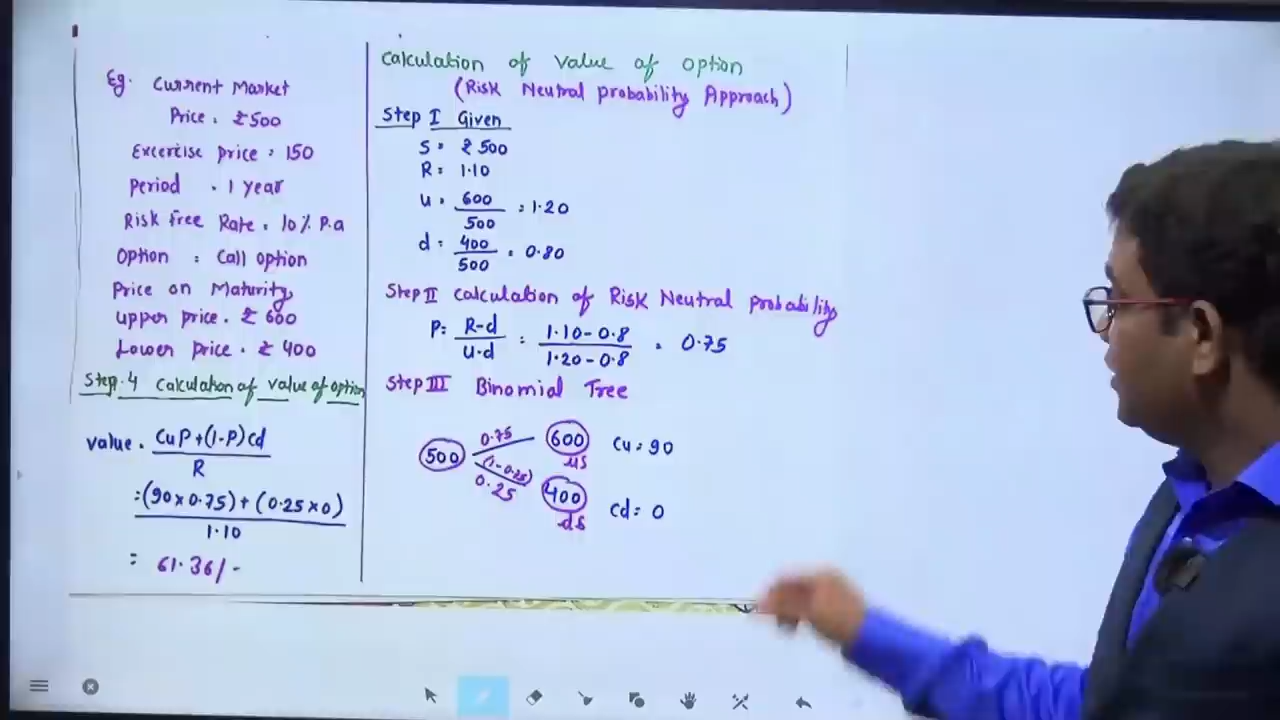 Eg. Current Market
Price. ₹500
Excercise price = 150
Period . 1 year
Risk free Rate = 10% P.a
Option : Call option
Price on Maturity
upper price. ₹ 600
Lower price. ₹ 400
Step.4 Calculation of value of option
value. CuP+(1-P)Cd
R
=(90x0.75)+(0.25x0)
1.10
= 61.36/-
Calculation of value of option
(Risk Neutral probability Approach)
Step I Given
S= ₹500
R= 1.10
u = 600 = 1.20
500
d = 400 = 0.80
500
Step II Calculation of Risk Neutral Probability
P= R-d = 1.10-0.8 = 0.75
u-d 1.20-0.8
Step III Binomial Tree
0.75 600 Cu=90
500 us
(1-0.25) 400
0.25 ds Cd=0